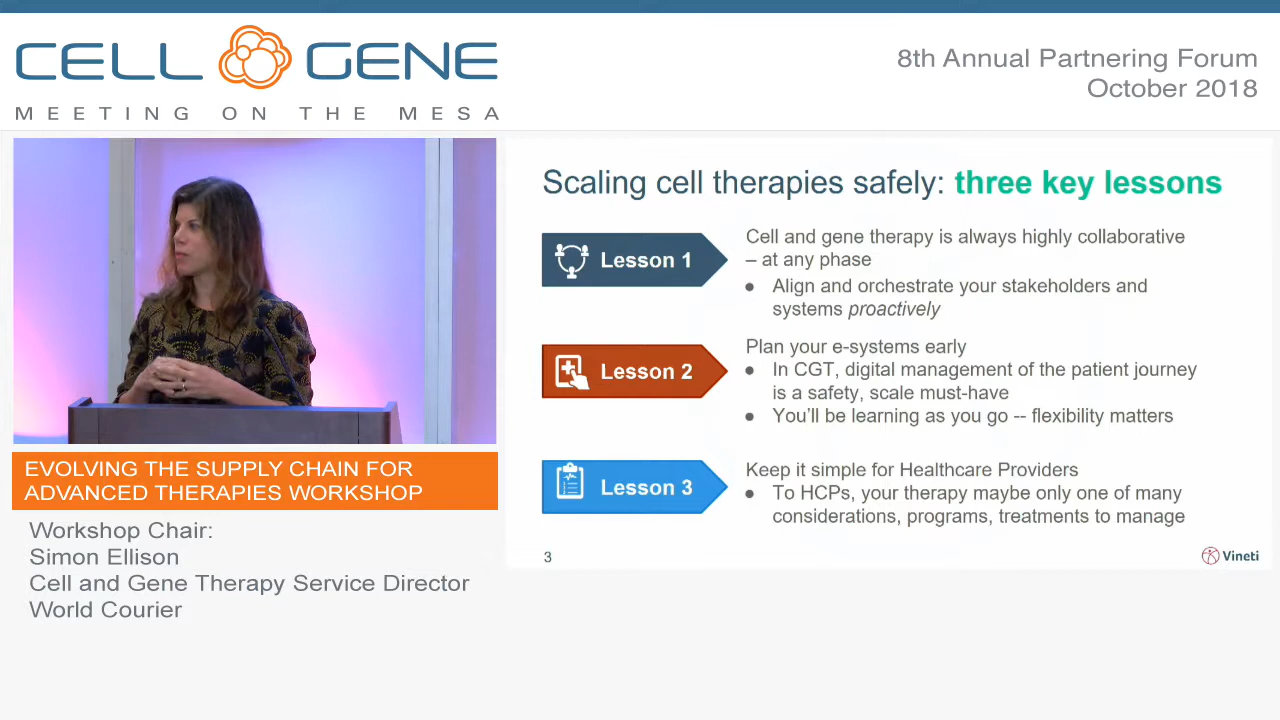 CELL GENE
MEETING ON THE MESA
8th Annual Partnering Forum
October 2018
Scaling cell therapies safely: three key lessons
Lesson 1
Cell and gene therapy is always highly collaborative
– at any phase
● Align and orchestrate your stakeholders and
systems proactively
Lesson 2
Plan your e-systems early
● In CGT, digital management of the patient journey
is a safety, scale must-have
● You'll be learning as you go -- flexibility matters
Lesson 3
Keep it simple for Healthcare Providers
● To HCPs, your therapy maybe only one of many
considerations, programs, treatments to manage
3
Vineti
EVOLVING THE SUPPLY CHAIN FOR
ADVANCED THERAPIES WORKSHOP
Workshop Chair:
Simon Ellison
Cell and Gene Therapy Service Director
World Courier